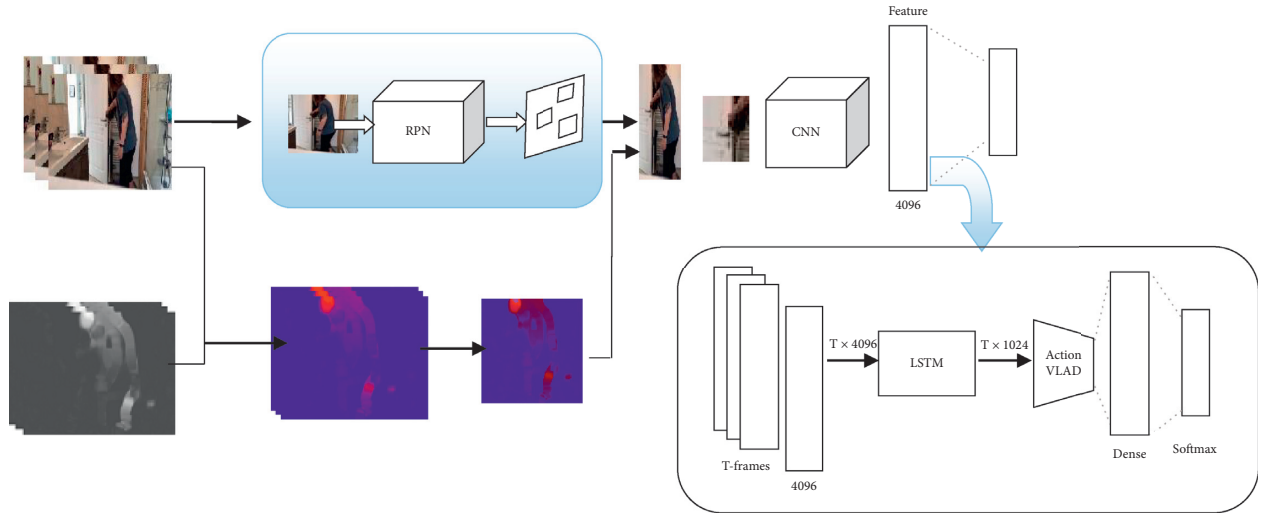 Feature
RPN
CNN
4096
T × 4096
LSTM
T × 1024
Action
VLAD
T-frames
4096
Dense
Softmax